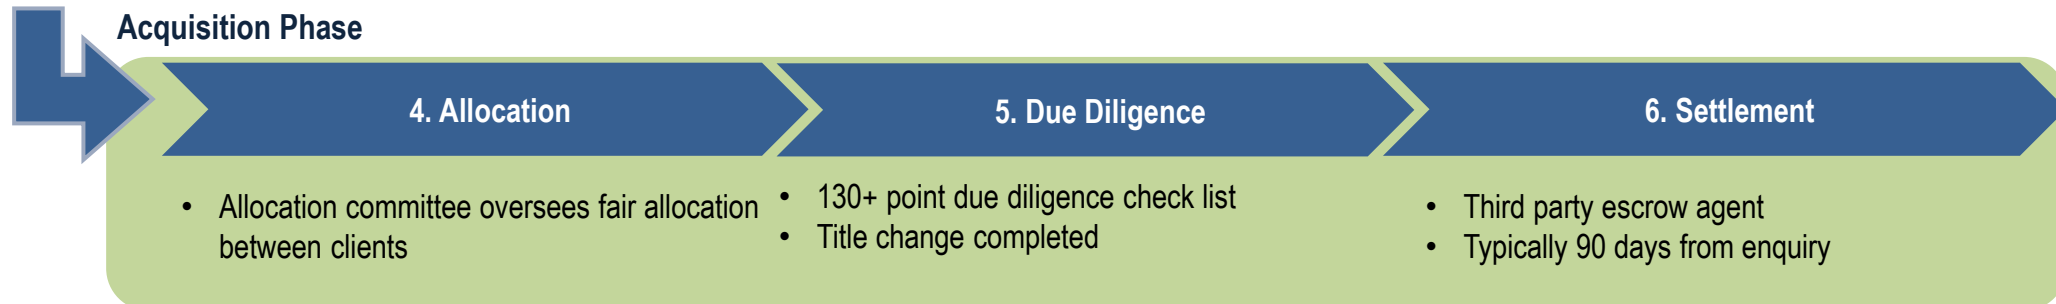 Acquisition Phase
4. Allocation
5. Due Diligence
6. Settlement
• Allocation committee oversees fair allocation
between clients
• 130+ point due diligence check list
• Title change completed
• Third party escrow agent
• Typically 90 days from enquiry